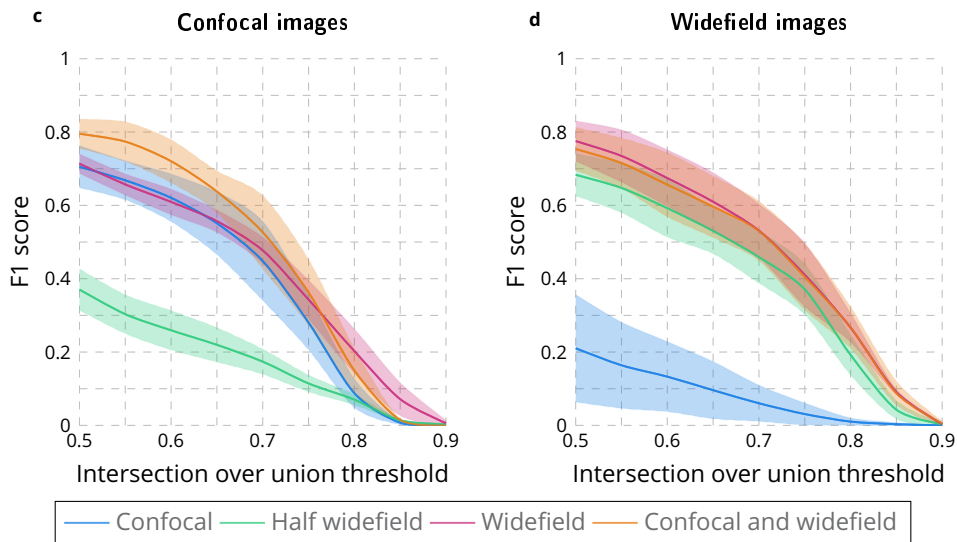 c
Confocal images
1
0.8
0.6
0.4
0.2
0
F1 score
0.5 0.6 0.7 0.8 0.9
Intersection over union threshold
d
Widefield images
1
0.8
0.6
0.4
0.2
0
F1 score
0.5 0.6 0.7 0.8 0.9
Intersection over union threshold
Confocal Half widefield Widefield Confocal and widefield